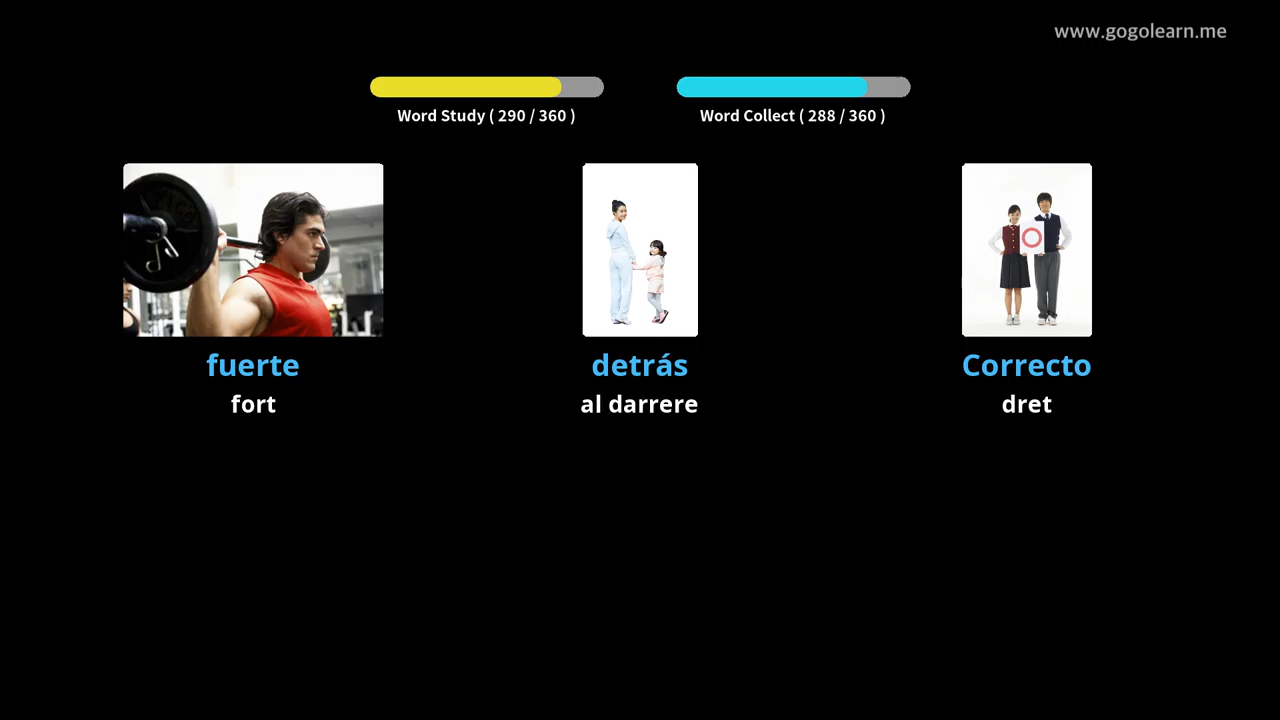 www.gogolearn.me
Word Study ( 290 / 360 )
Word Collect ( 288 / 360 )
fuerte
fort
detrás
al darrere
Correcto
dret